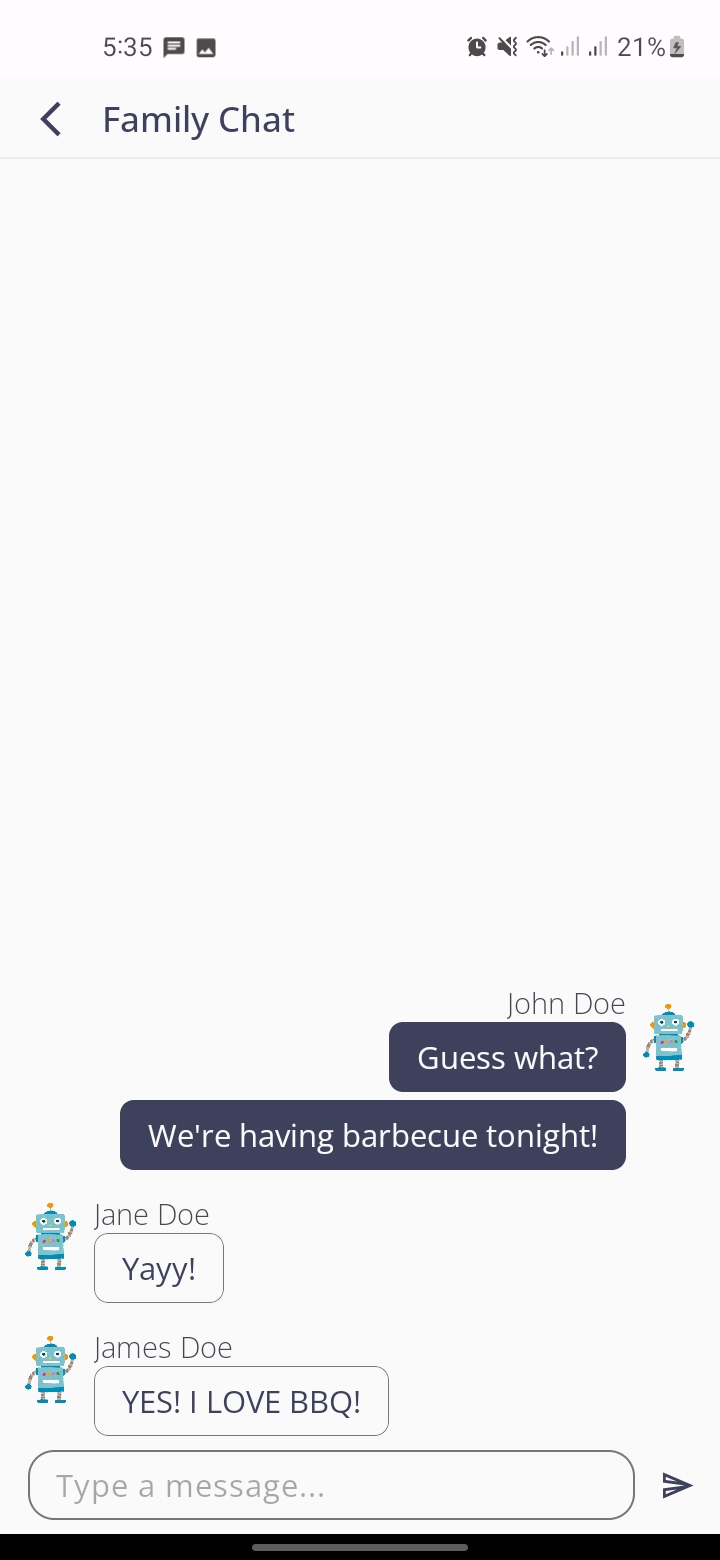 5:35 21%
Family Chat
John Doe
Guess what?
We're having barbecue tonight!
Jane Doe
Yayy!
James Doe
YES! I LOVE BBQ!
Type a message...